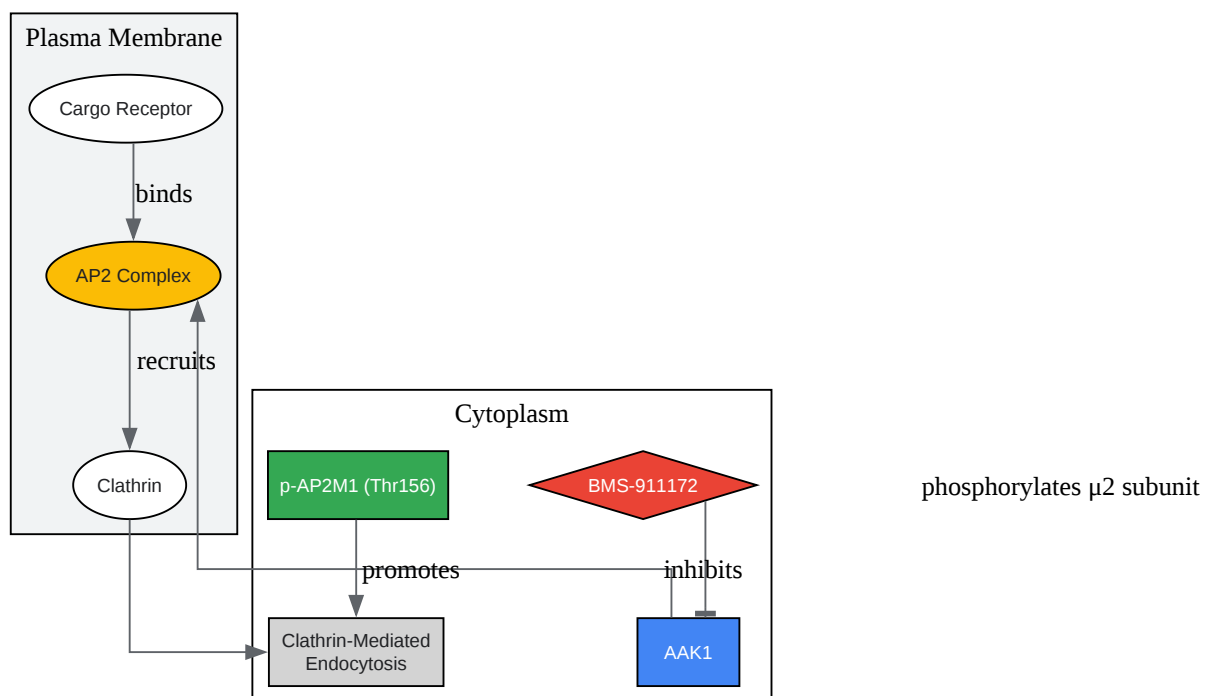 Plasma Membrane
Cargo Receptor
binds
AP2 Complex
recruits
Clathrin
Cytoplasm
p-AP2M1 (Thr156)
BMS-911172
phosphorylates μ2 subunit
promotes
inhibits
Clathrin-Mediated
Endocytosis
AAK1